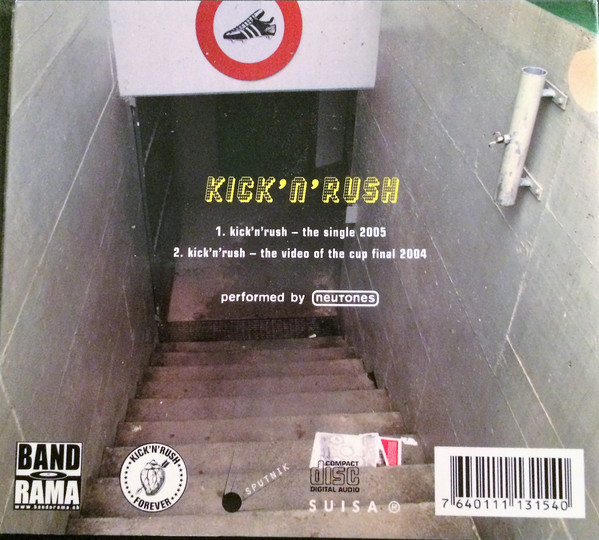 KICK'N'RUSH
1. kick'n'rush – the single 2005
2. kick'n'rush – the video of the cup final 2004
performed by neutones
BAND
RAMA
www.bandarama.ch
KICK'N'RUSH
FOREVER
SPUTNIK
COMPACT
disc
DIGITAL AUDIO
SUISA ®
7 640111 131540